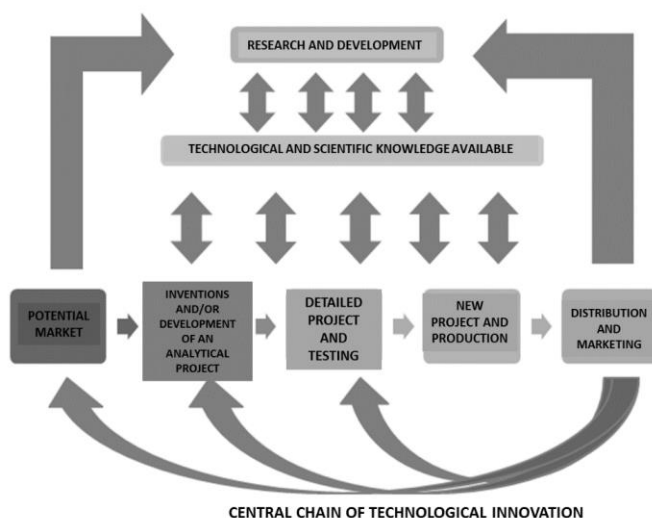 RESEARCH AND DEVELOPMENT
TECHNOLOGICAL AND SCIENTIFIC KNOWLEDGE AVAILABLE
POTENTIAL
MARKET
INVENTIONS
AND/OR
DEVELOPMENT
OF AN
ANALYTICAL
PROJECT
DETAILED
PROJECT
AND
TESTING
NEW
PROJECT AND
PRODUCTION
DISTRIBUTION
AND
MARKETING
CENTRAL CHAIN OF TECHNOLOGICAL INNOVATION